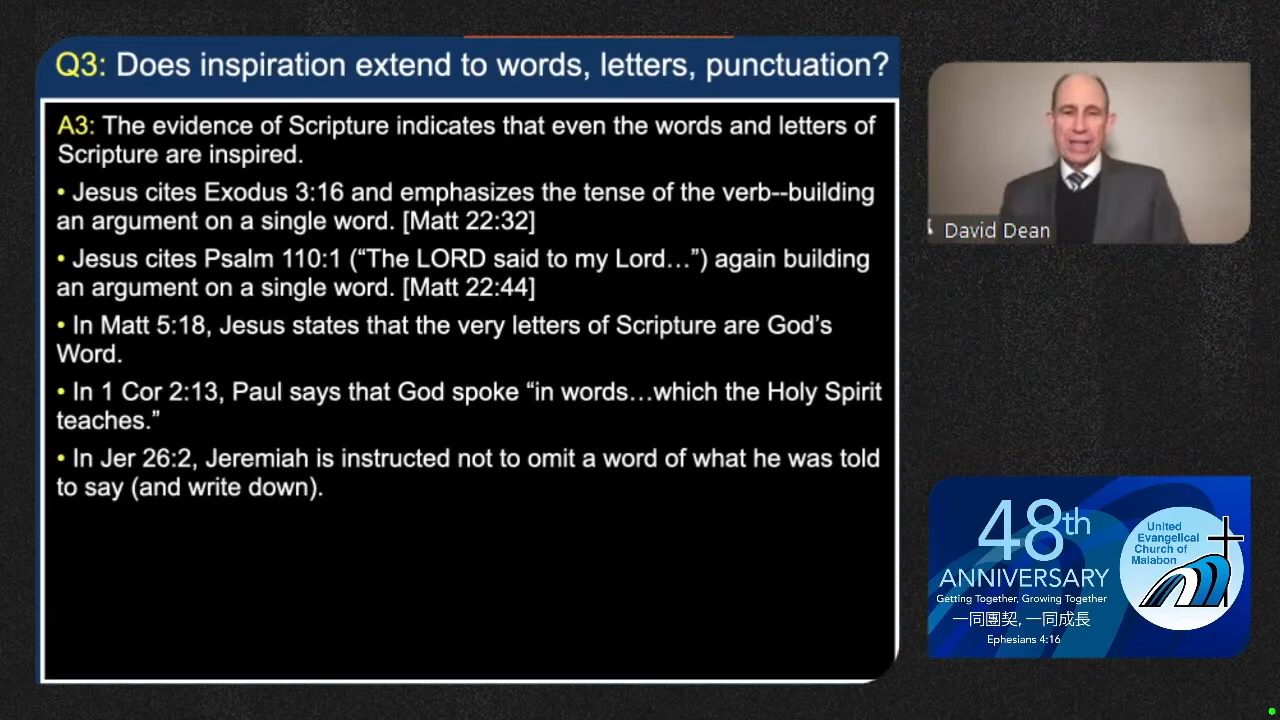 Q3: Does inspiration extend to words, letters, punctuation?
A3: The evidence of Scripture indicates that even the words and letters of
Scripture are inspired.
• Jesus cites Exodus 3:16 and emphasizes the tense of the verb--building
an argument on a single word. [Matt 22:32]
• Jesus cites Psalm 110:1 (“The LORD said to my Lord…”) again building
an argument on a single word. [Matt 22:44]
• In Matt 5:18, Jesus states that the very letters of Scripture are God’s
Word.
• In 1 Cor 2:13, Paul says that God spoke “in words…which the Holy Spirit
teaches.”
• In Jer 26:2, Jeremiah is instructed not to omit a word of what he was told
to say (and write down).
David Dean
48th
ANNIVERSARY
Getting Together, Growing Together
一同團契, 一同成長
Ephesians 4:16
United
Evangelical
Church of
Malabon